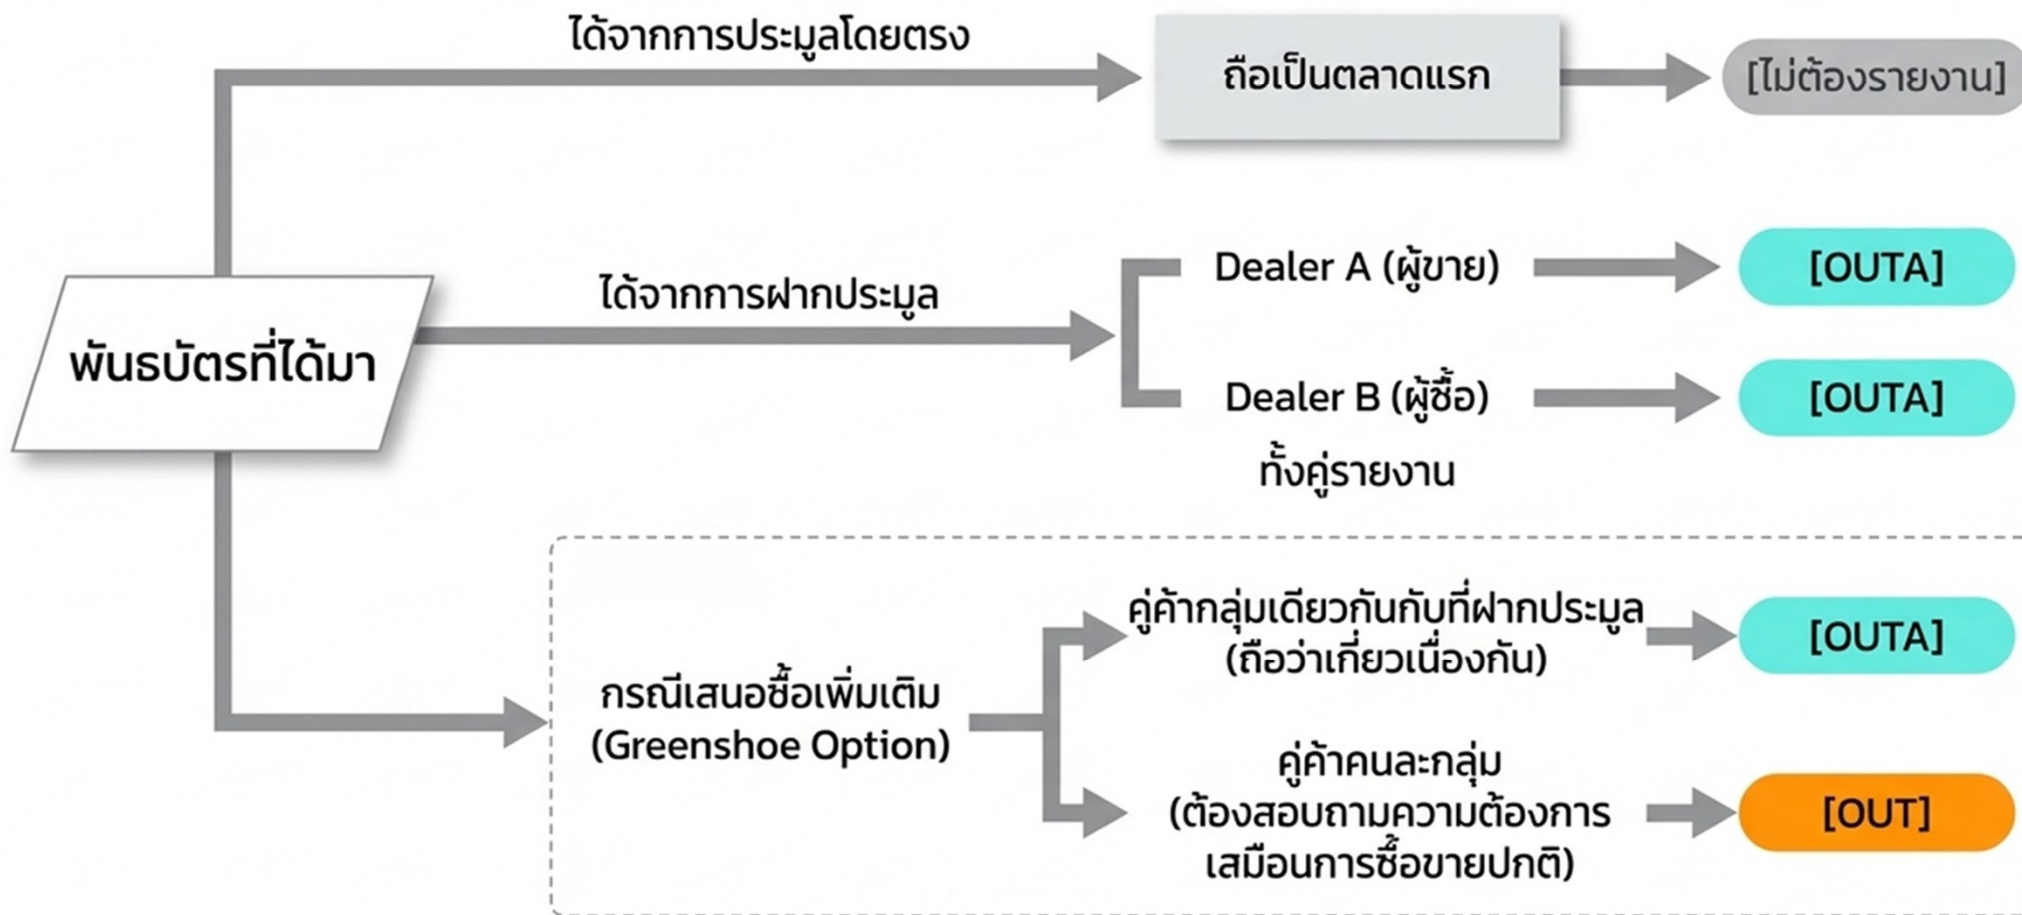 ได้จากการประมูลโดยตรง
ถือเป็นตลาดแรก
[ไม่ต้องรายงาน]
พันธบัตรที่ได้มา
ได้จากการฝากประมูล
Dealer A (ผู้ขาย)
[OUTA]
Dealer B (ผู้ซื้อ)
[OUTA]
ทั้งคู่รายงาน
กรณีเสนอซื้อเพิ่มเติม
(Greenshoe Option)
คู่ค้ากลุ่มเดียวกันกับที่ฝากประมูล
(ถือว่าเกี่ยวเนื่องกัน)
[OUTA]
คู่ค้าคนละกลุ่ม
(ต้องสอบถามความต้องการ
เสมือนการซื้อขายปกติ)
[OUT]